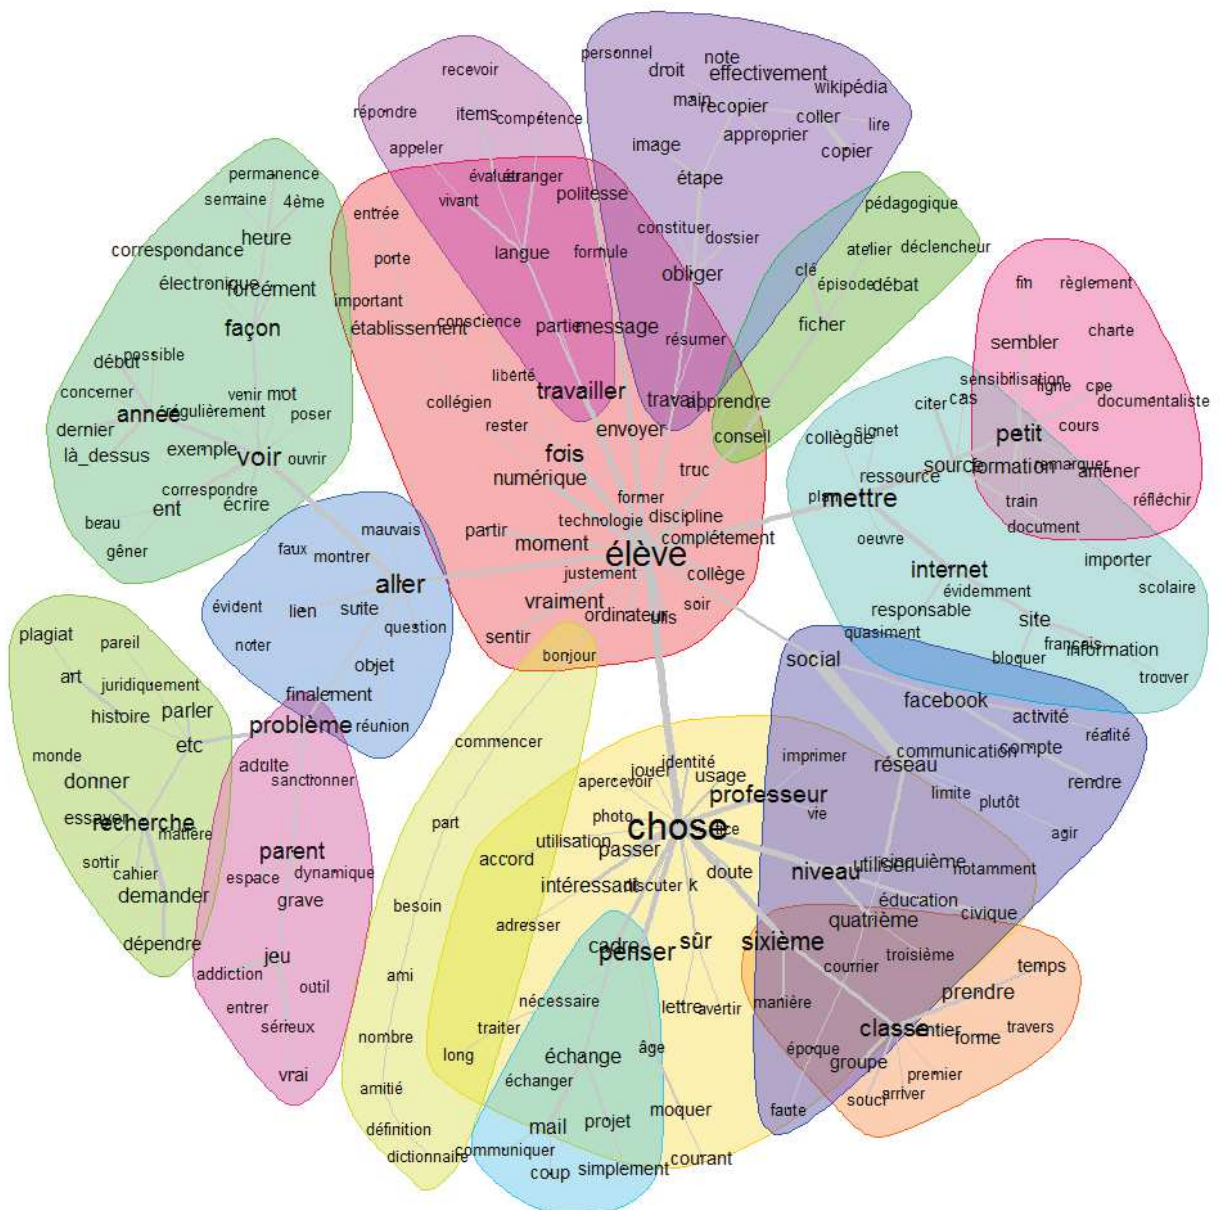 personnel
note
droit
effectivement
wikipédia
recevoir
main
recopier
répondre
items
compétence
coller
lire
appeler
image
approprier
copier
évaluer
étranger
étape
politesse
vivant
pédagogique
permanence
semaine
4ème
entrée
constituer
dossier
heure
correspondance
porte
langue
formule
atelier
déclencheur
clé
obliger
électronique
forcément
épisode
débat
fin
règlement
important
établissement
conscience
partie
message
ficher
charte
façon
résumer
sembler
possible
début
libérté
sensibilisation
ligne
cpe
concerner
venir
mot
travailler
travail
apprendre
citer
cas
documentaliste
année
régulièrement
poser
collégien
rester
envoyer
conseil
collègue
signet
petit
cours
dernier
là_dessus
exemple
voir
ouvrir
fois
numérique
truc
ressource
source
formation
remarquer
amener
correspondre
ent
écrire
former
plan
mettre
train
réfléchir
beau
gêner
mauvais
partir
technologie
discipline
document
faux
montrer
moment
élève
complétement
oeuvre
importer
aller
justement
collège
internet
scolaire
évident
lien
suite
vraiment
ordinateur
soir
évidemment
responsable
site
noter
question
sentir
quasiment
français
information
plagiat
pareil
objet
bonjour
social
bloquer
trouver
art
juridiquement
finalement
facebook
histoire
parler
problème
réunion
activité
réalité
etc
commencer
communication
compte
monde
adulte
identité
imprimer
réseau
donner
sanctionner
jouer
apercevoir
usage
rendre
professeur
limite
plutôt
essayer
recherche
matière
part
photo
chose
vie
agir
sortir
cahier
parent
utilisation
passer
accord
demander
espace
dynamique
intéressant
discuter
k
doute
niveau
utiliser
cinquième
notamment
grave
besoin
éducation
civique
adresser
quatrième
dépendre
cadre
penser
sûr
sixième
troisième
jeu
addiction
ami
courrier
temps
outil
entrer
nécessaire
lettre
avertir
manière
prendre
sérieux
nombre
traiter
classe
forme
travers
long
échange
âge
époque
groupe
vrai
amitié
échanger
premier
souci
arriver
définition
mail
projet
moquer
faute
dictionnaire
communiquer
coup
simplement
courant